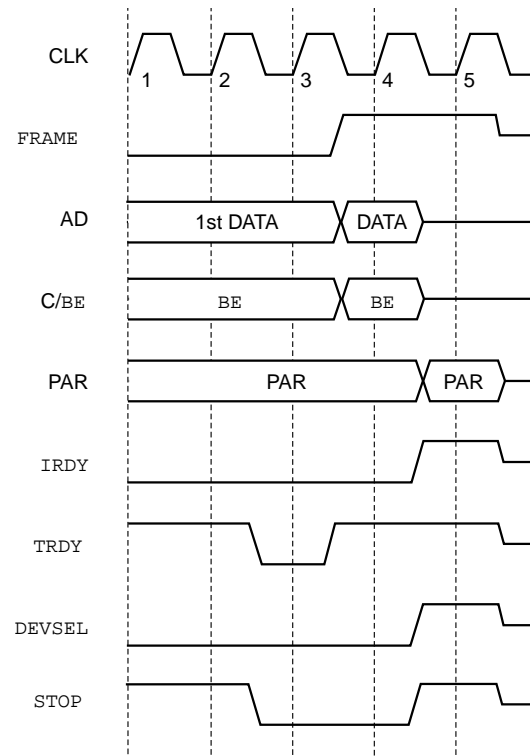 CLK
1 2 3 4 5
FRAME
AD 1st DATA DATA
C/BE BE BE
PAR PAR PAR
IRDY
TRDY
DEVSEL
STOP